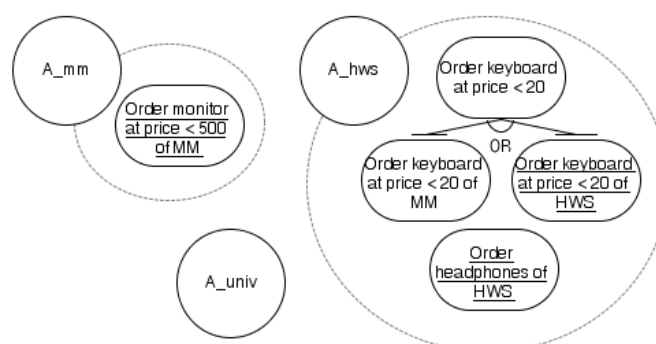 A_mm
Order monitor
at price < 500
of MM
A_hws
Order keyboard
at price < 20
OR
Order keyboard
at price < 20 of
MM
Order keyboard
at price < 20 of
HWS
Order
headphones of
HWS
A_univ